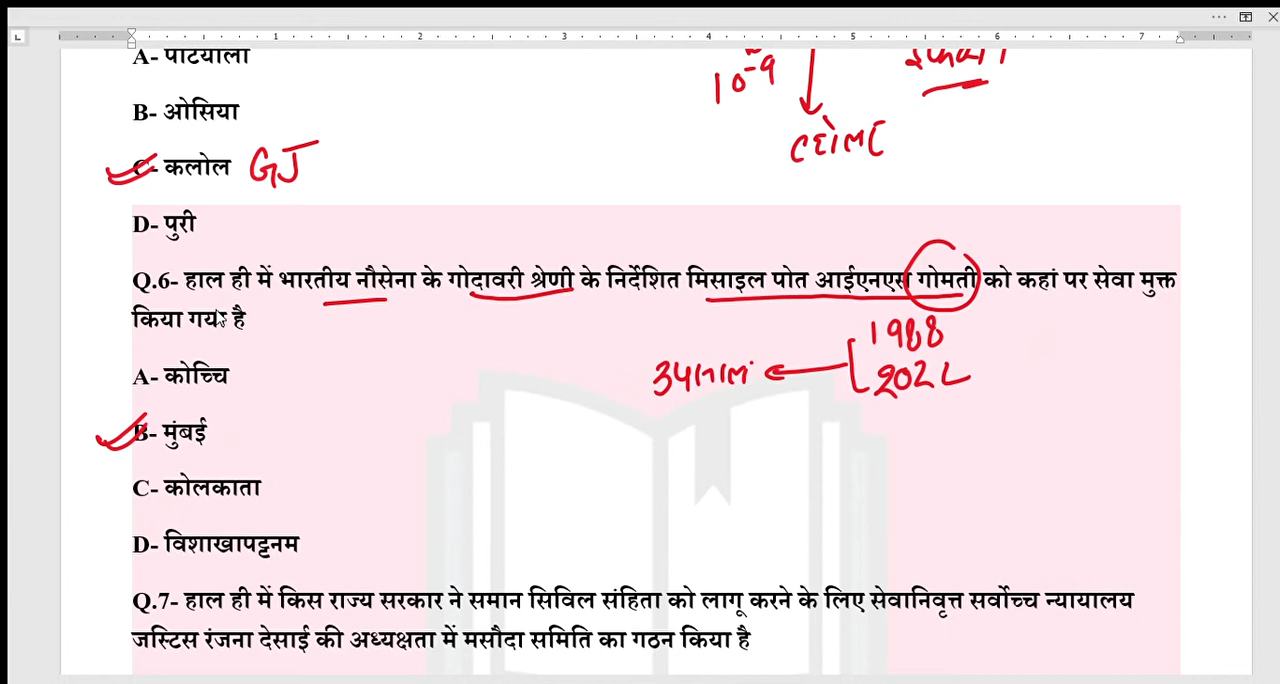 A- पाटयाला
10-9
B- ओसिया
C- कलोल GJ
D- पुरी
Q.6- हाल ही में भारतीय नौसेना के गोदावरी श्रेणी के निर्देशित मिसाइल पोत आईएनएस गोमती को कहां पर सेवा मुक्त
किया गया है
1988
2022
A- कोच्चि
B- मुंबई
C- कोलकाता
D- विशाखापट्टनम
Q.7- हाल ही में किस राज्य सरकार ने समान सिविल संहिता को लागू करने के लिए सेवानिवृत्त सर्वोच्च न्यायालय
जस्टिस रंजना देसाई की अध्यक्षता में मसौदा समिति का गठन किया है